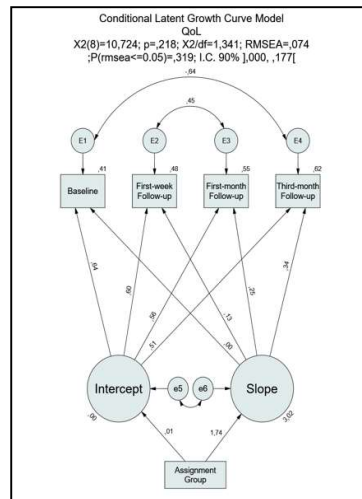 Conditional Latent Growth Curve Model
QoL
X2(8)=10,724; p=,218; X2/df=1,341; RMSEA=,074
;P(rmsea<=0.05)=,319; I.C. 90% ],000, ,177[
-,64
,45
E1
E2
E3
E4
,41
,48
,55
,62
Baseline
First-week
Follow-up
First-month
Follow-up
Third-month
Follow-up
,64
,60
,56
,51
,00
,13
,25
,34
Intercept
e5
e6
Slope
,00
3,02
,01
1,74
Assignment
Group